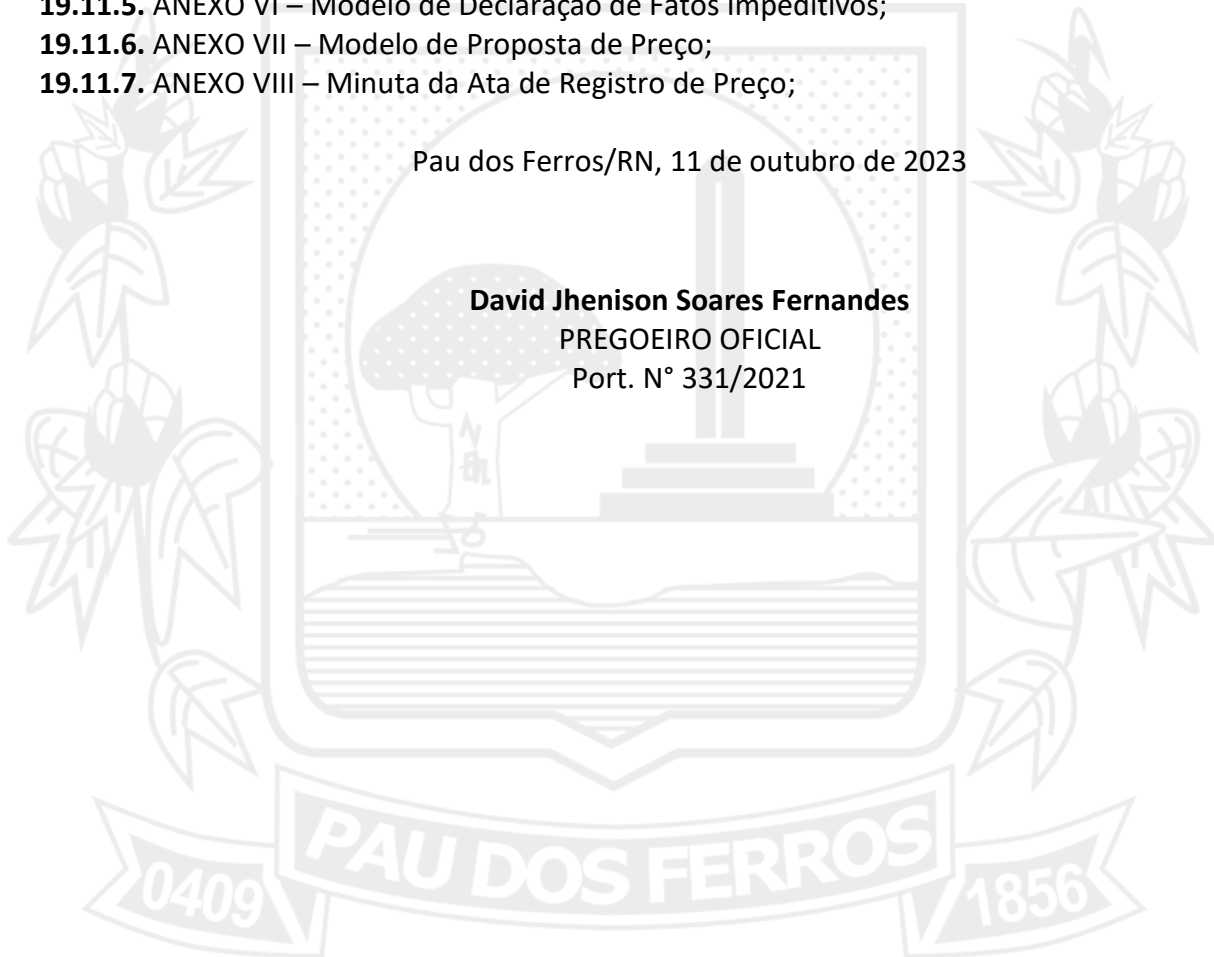 19.11.5. ANEXO VI – Modelo de Declaração de Fatos Impeditivos;
19.11.6. ANEXO VII – Modelo de Proposta de Preço;
19.11.7. ANEXO VIII – Minuta da Ata de Registro de Preço;
Pau dos Ferros/RN, 11 de outubro de 2023
David Jhenison Soares Fernandes
PREGOEIRO OFICIAL
Port. N° 331/2021
PAU DOS FERROS
0409
1856